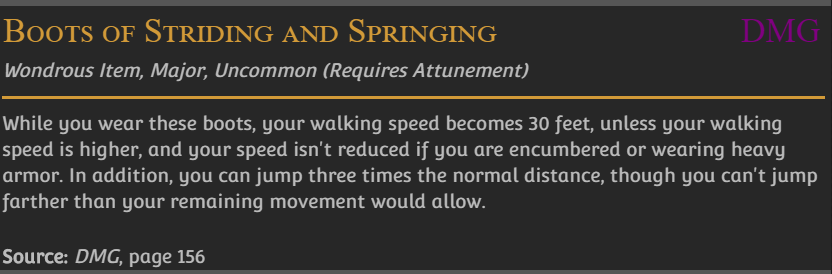 Boots of Striding and Springing DMG
Wondrous Item, Major, Uncommon (Requires Attunement)
While you wear these boots, your walking speed becomes 30 feet, unless your walking
speed is higher, and your speed isn't reduced if you are encumbered or wearing heavy
armor. In addition, you can jump three times the normal distance, though you can't jump
farther than your remaining movement would allow.
Source: DMG, page 156